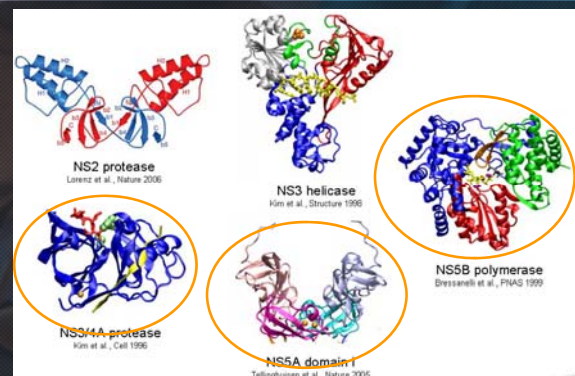 NS2 protease
Lorenz et al., Nature 2006
NS3 helicase
Kim et al., Structure 1998
NS5B polymerase
Bressanelli et al., PNAS 1999
NS3/4A protease
Kim et al., Cell 1996
NS5A domain I
Tellinghuisen et al., Nature 2005